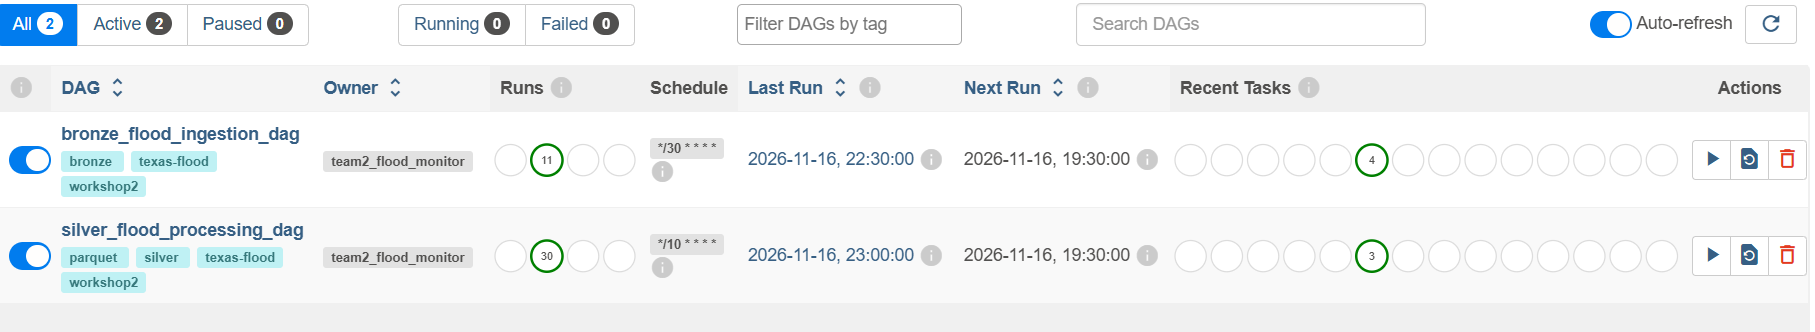 All 2 Active 2 Paused 0 Running 0 Failed 0 Filter DAGs by tag Search DAGs Auto-refresh
i DAG Owner Runs i Schedule Last Run i Next Run i Recent Tasks i Actions
bronze_flood_ingestion_dag
bronze texas-flood
workshop2
team2_flood_monitor
11
*/30 * * * *
i
2026-11-16, 22:30:00 i
2026-11-16, 19:30:00 i
4
silver_flood_processing_dag
parquet silver texas-flood
workshop2
team2_flood_monitor
30
*/10 * * * *
i
2026-11-16, 23:00:00 i
2026-11-16, 19:30:00 i
3